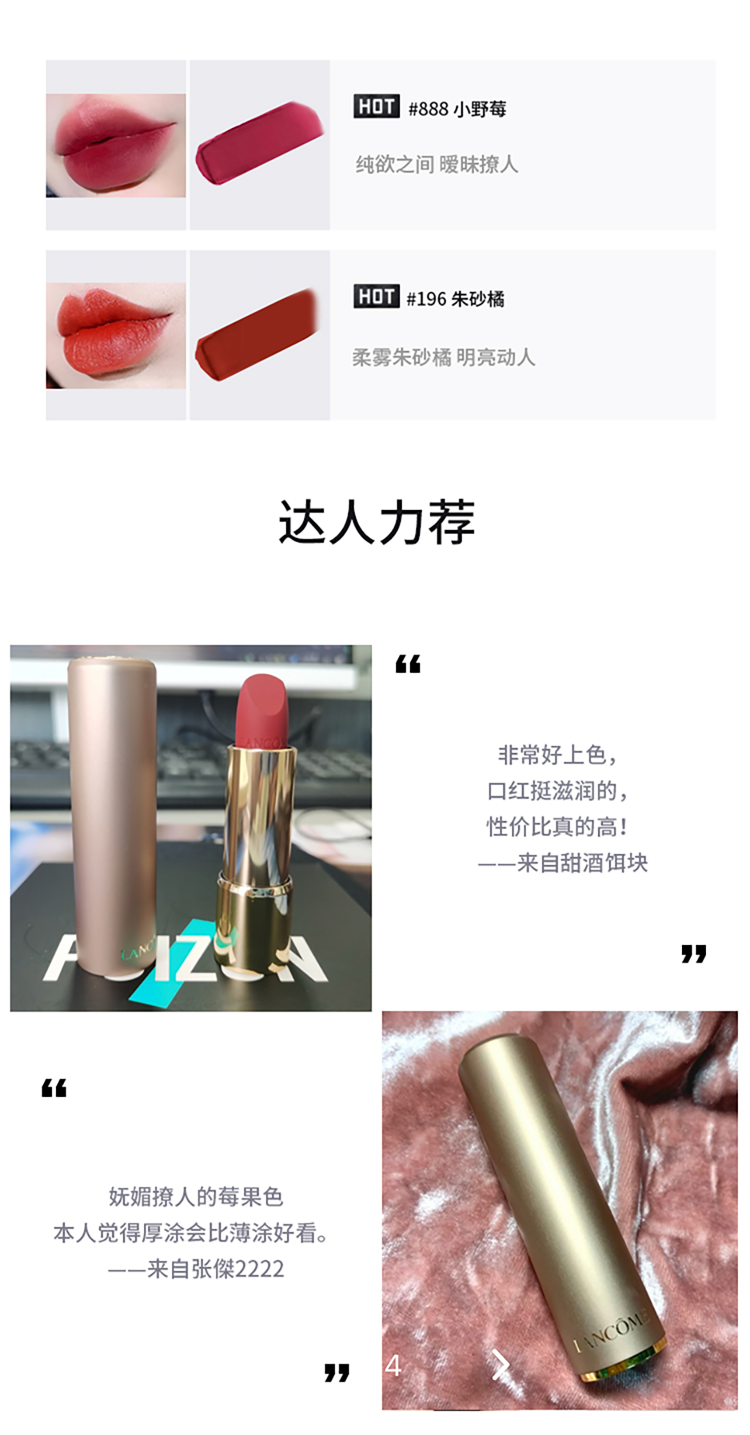 HOT #888 小野莓
纯欲之间 暧昧撩人
HOT #196 朱砂橘
柔雾朱砂橘 明亮动人
达人力荐
“
非常好上色，
口红挺滋润的，
性价比真的高！
——来自甜酒饵块
”
“
妩媚撩人的莓果色
本人觉得厚涂会比薄涂好看。
——来自张傑2222
”
LANCÔME
4